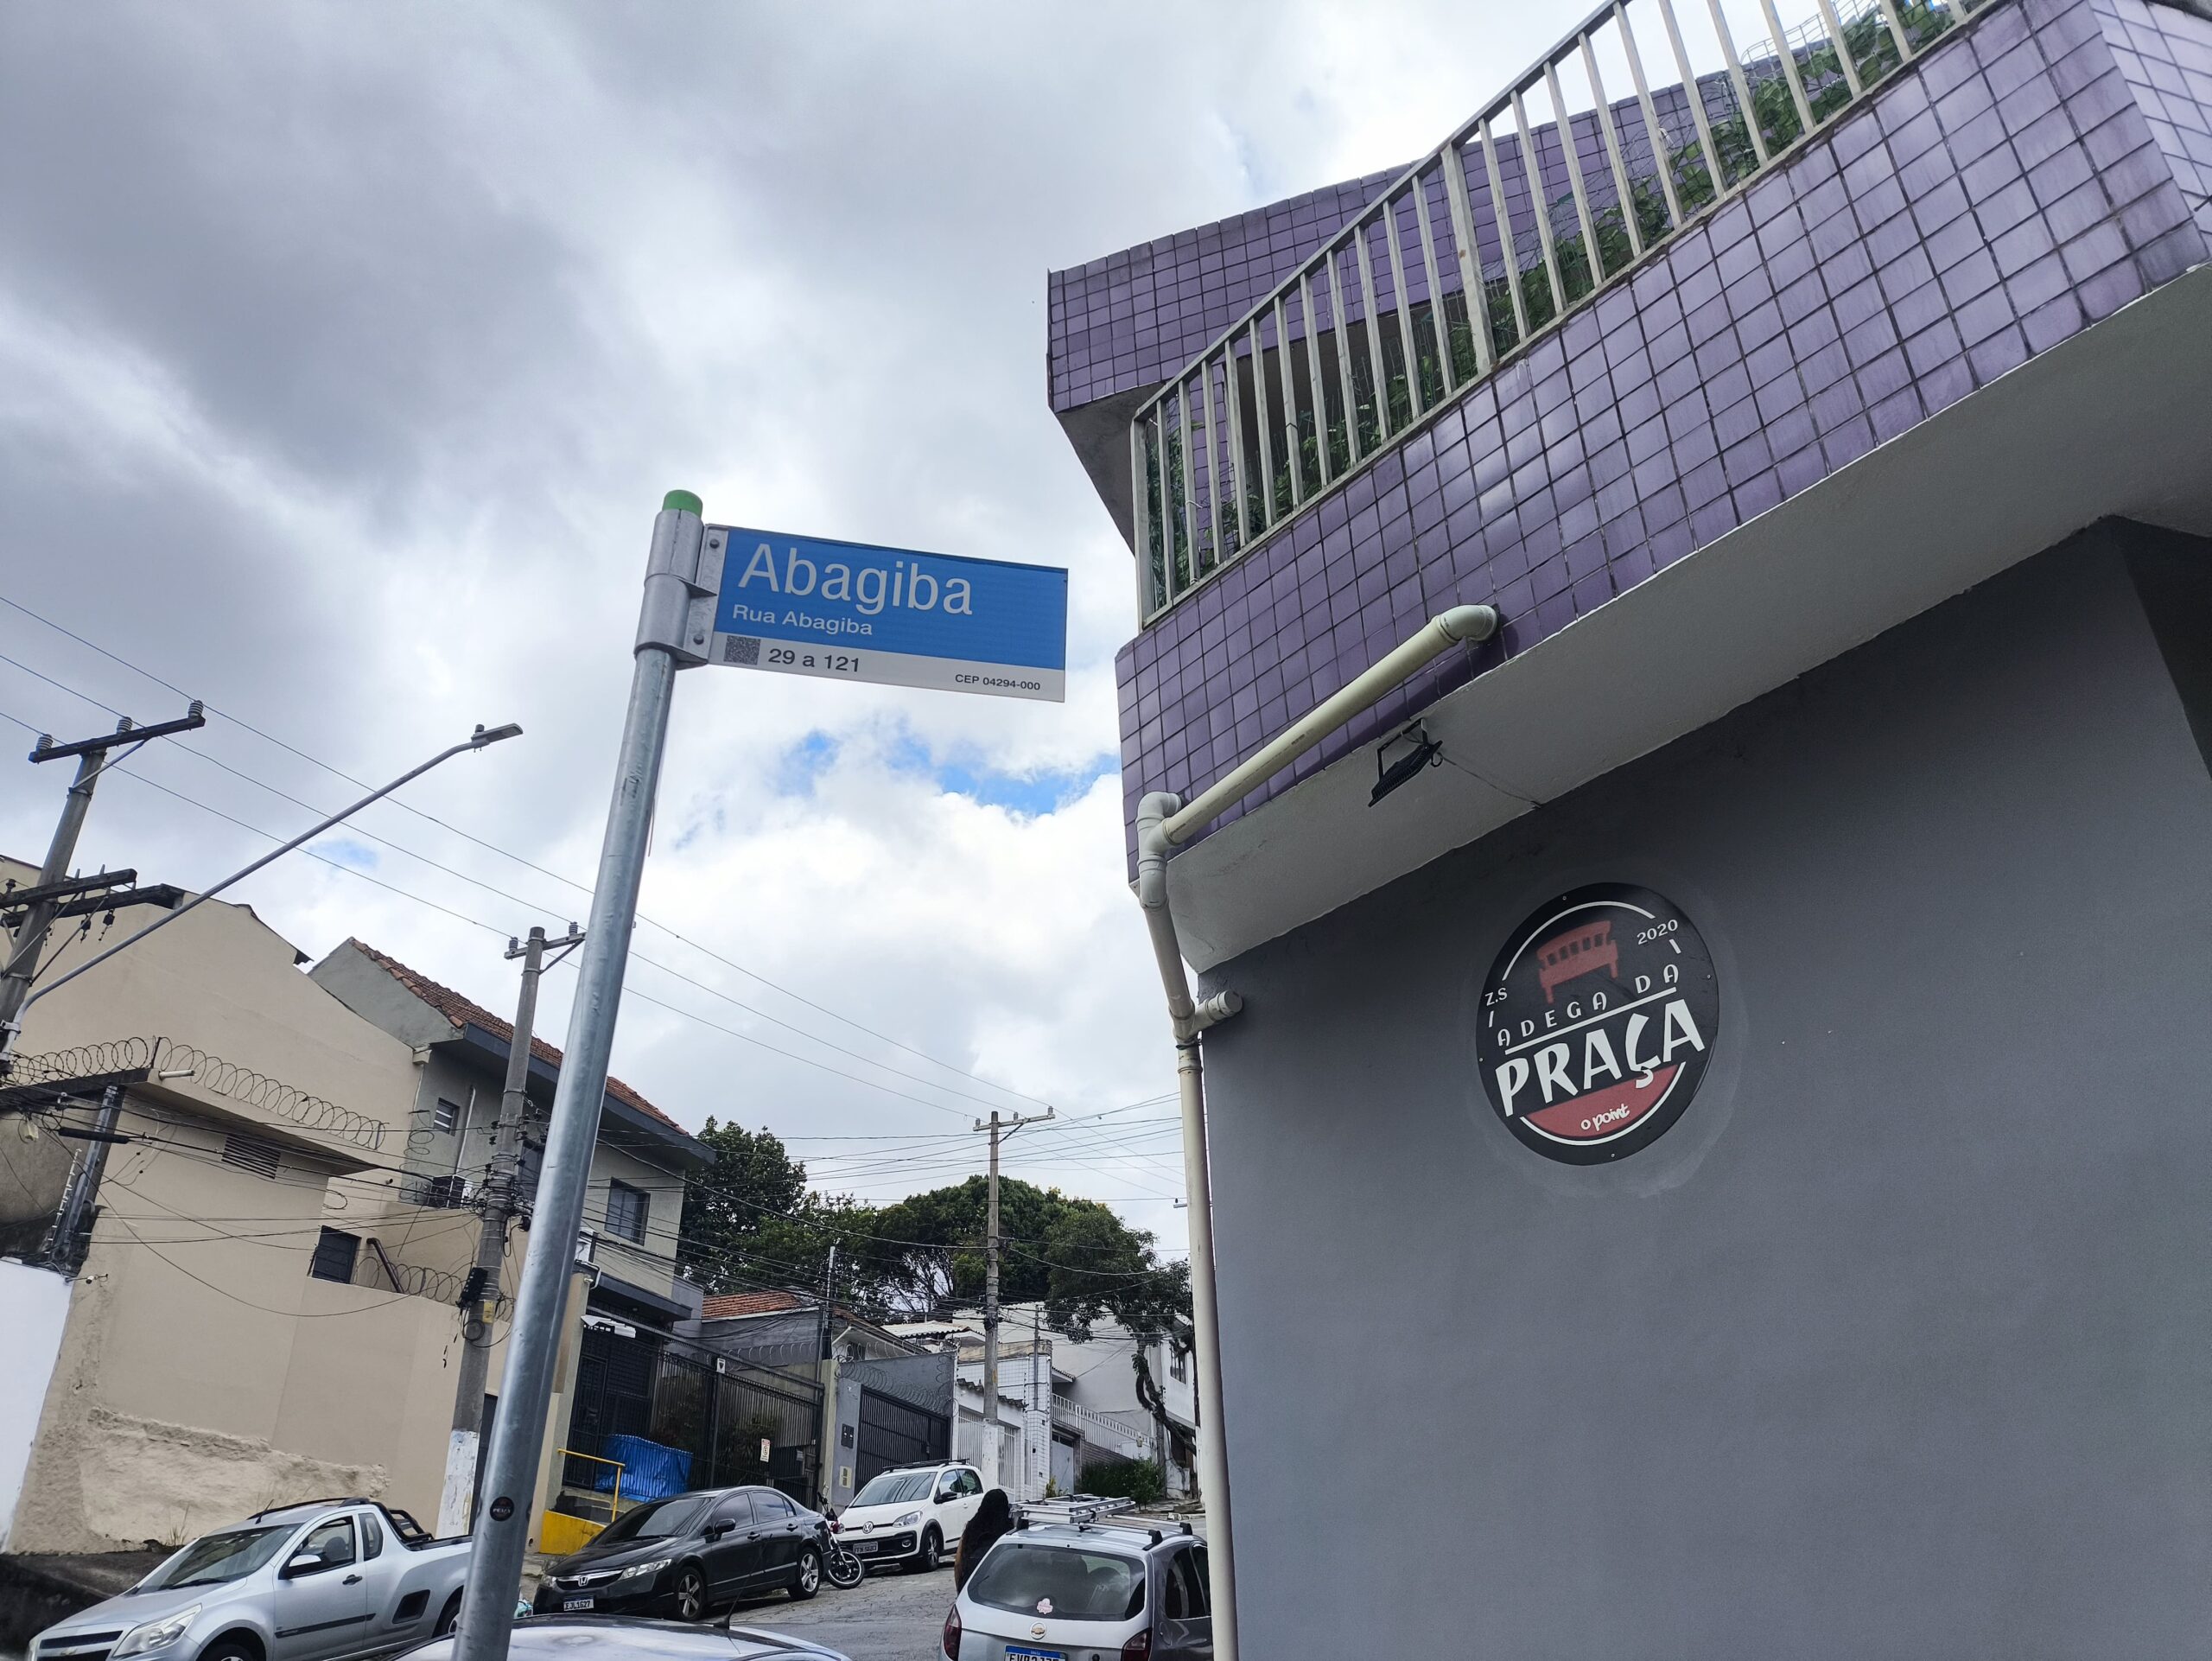 Abagiba
Rua Abagiba
29 a 121
CEP 04294-000
2020
Z.S
ADEGA DA
PRAÇA
o point